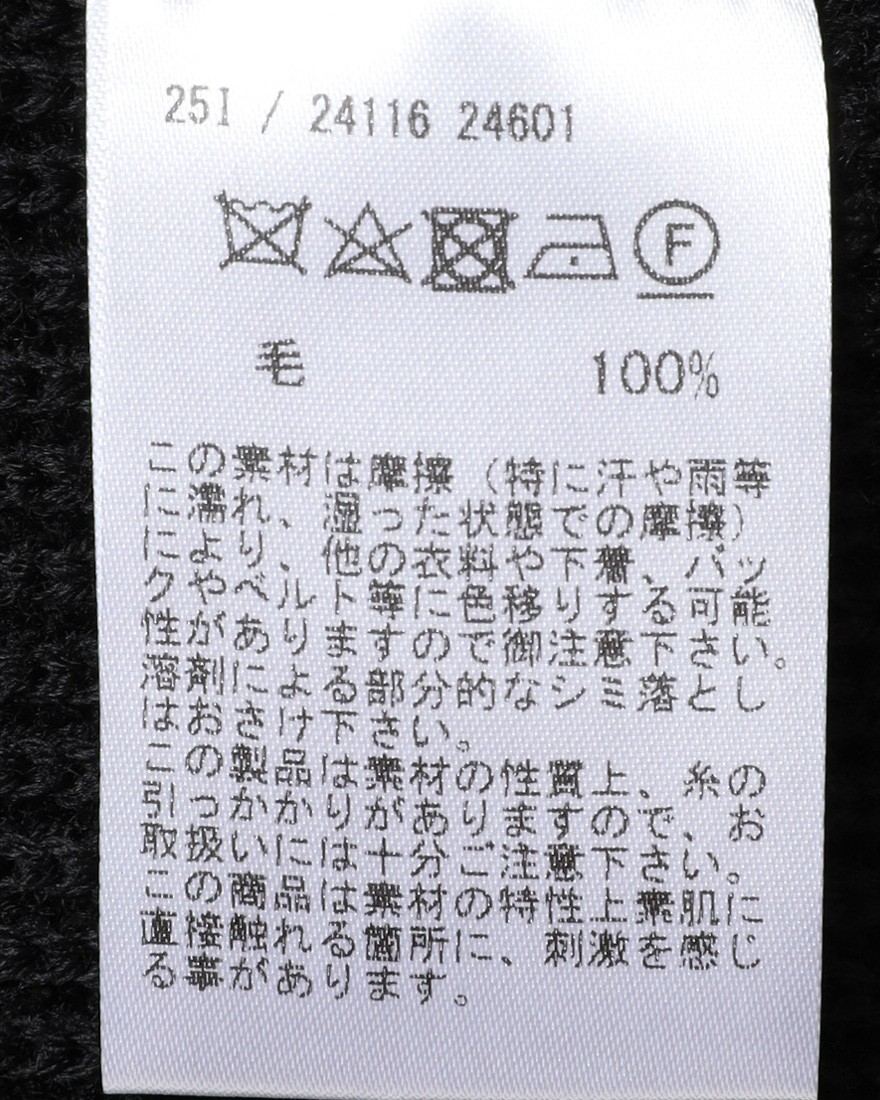 25I / 24116 24601
F
毛 100%
この素材は摩擦（特に汗や雨等
に濡れ、湿った状態での摩擦）
により、他の衣料や下着、バッ
クやベルト等に色移りする可能
性がありますので御注意下さい。
溶剤による部分的なシミ落とし
はおさけ下さい。
この製品は素材の性質上、糸の
引っかかりがありますので、お
取扱いには十分ご注意下さい。
この商品は素材の特性上素肌に
直接触れる箇所に、刺激を感じ
る事があります。